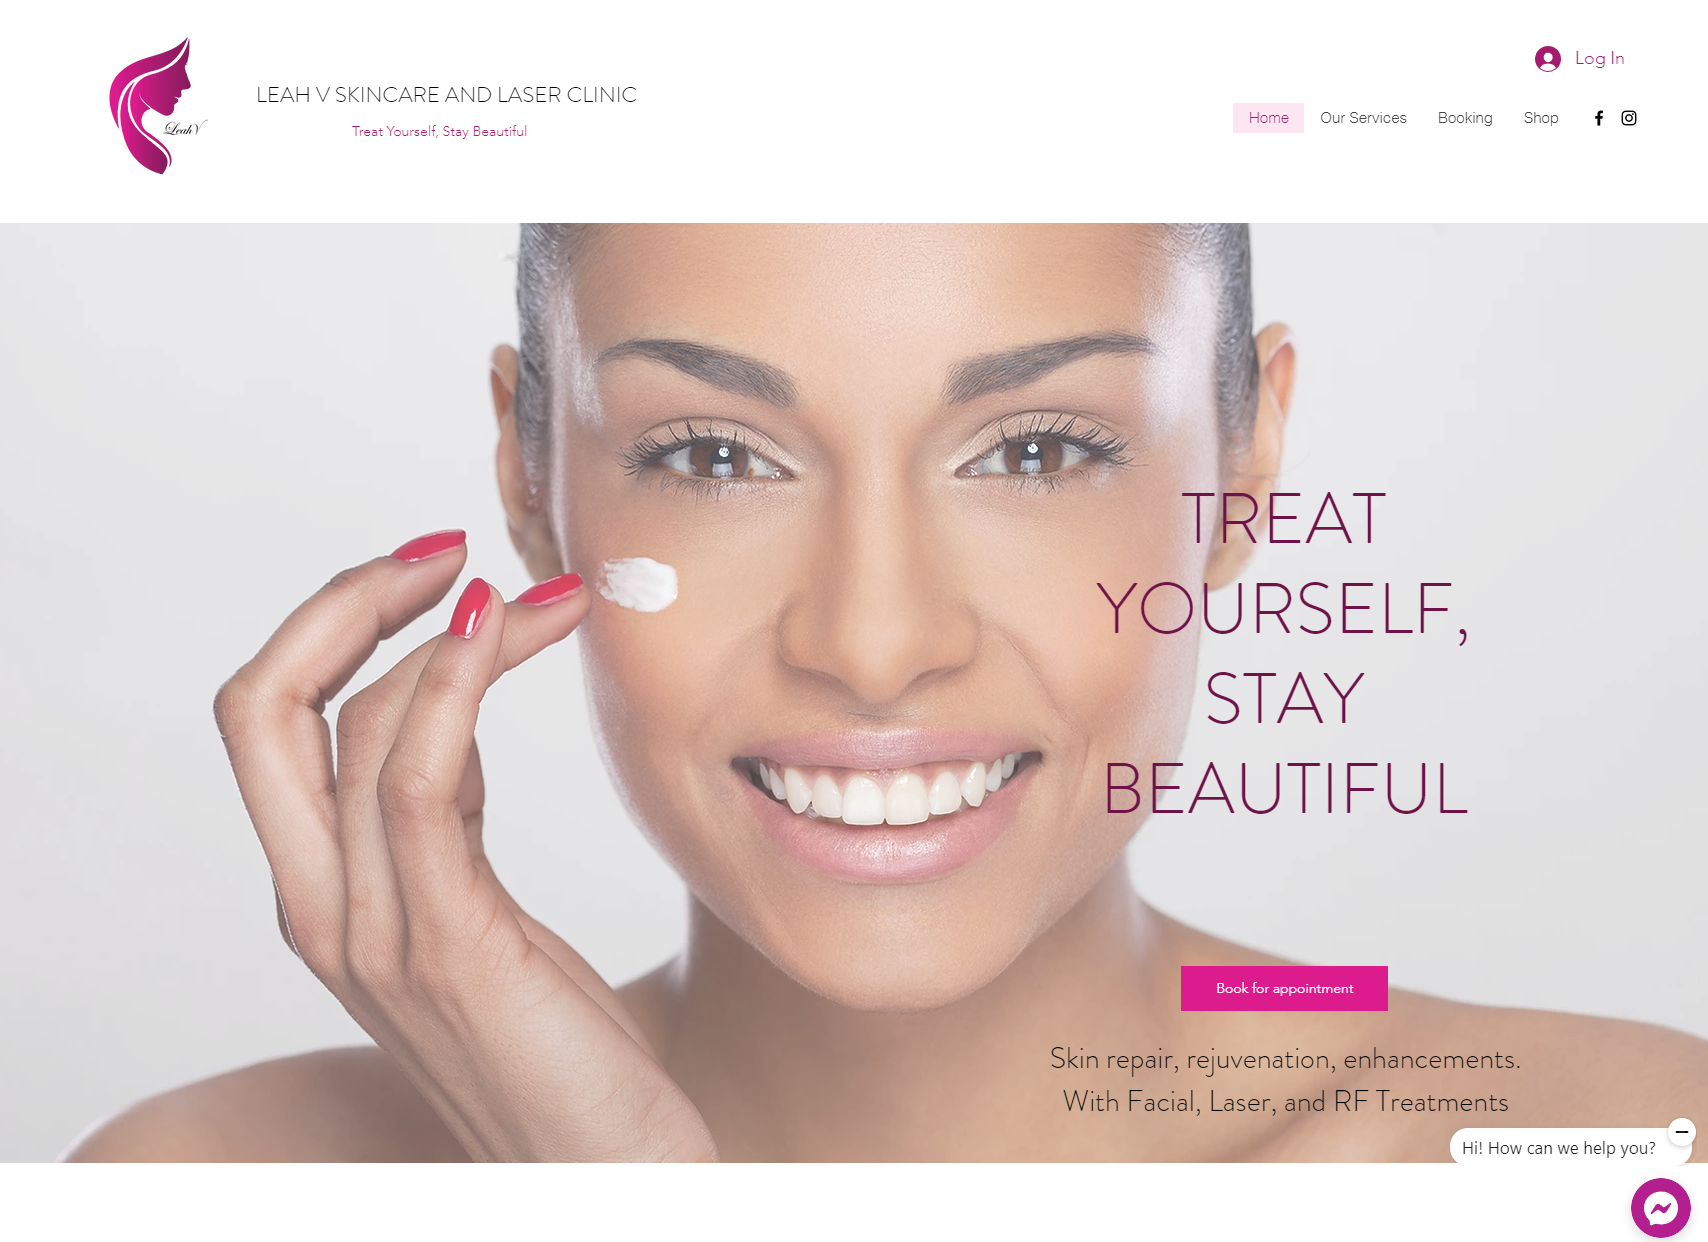 Log In
LeahV
LEAH V SKINCARE AND LASER CLINIC
Treat Yourself, Stay Beautiful
Home
Our Services
Booking
Shop
TREAT
YOURSELF,
STAY
BEAUTIFUL
Book for appointment
Skin repair, rejuvenation, enhancements.
With Facial, Laser, and RF Treatments
Hi! How can we help you?